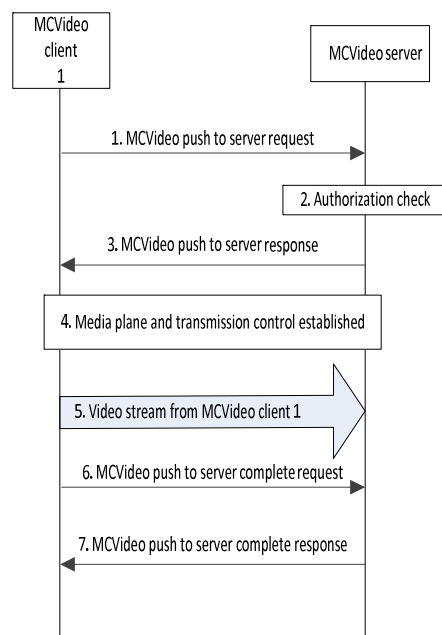 MCVideo
client
1
MCVideo server
1. MCVideo push to server request
2. Authorization check
3. MCVideo push to server response
4. Media plane and transmission control established
5. Video stream from MCVideo client 1
6. MCVideo push to server complete request
7. MCVideo push to server complete response